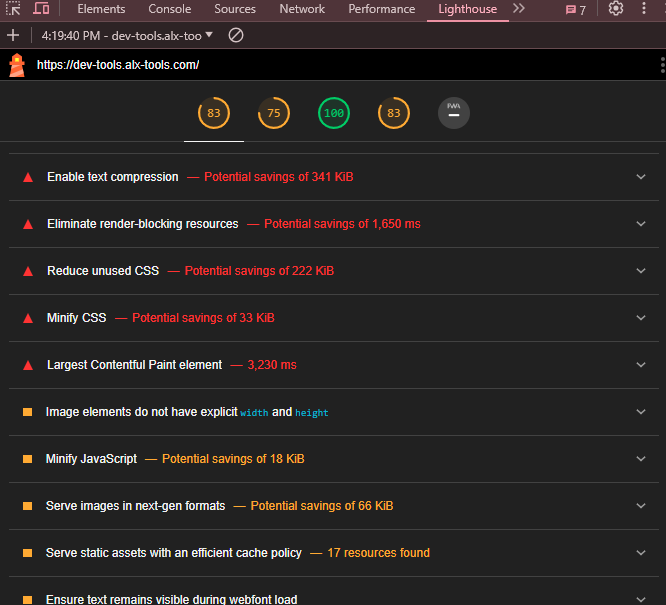 Elements Console Sources Network Performance Lighthouse 7
4:19:40 PM - dev-tools.alx-too
https://dev-tools.alx-tools.com/
83 75 100 83 PWA
Enable text compression — Potential savings of 341 KiB
Eliminate render-blocking resources — Potential savings of 1,650 ms
Reduce unused CSS — Potential savings of 222 KiB
Minify CSS — Potential savings of 33 KiB
Largest Contentful Paint element — 3,230 ms
Image elements do not have explicit width and height
Minify JavaScript — Potential savings of 18 KiB
Serve images in next-gen formats — Potential savings of 66 KiB
Serve static assets with an efficient cache policy — 17 resources found
Ensure text remains visible during webfont load